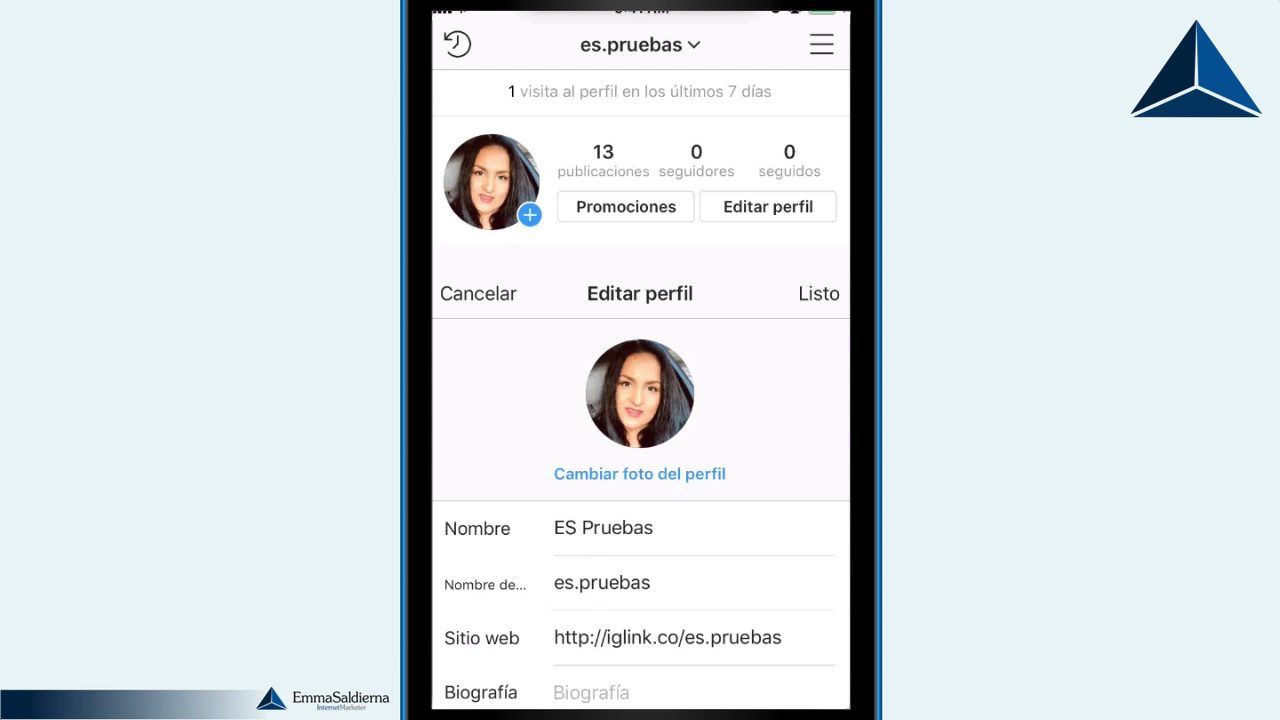 es.pruebas
1 visita al perfil en los últimos 7 días
13 0 0
publicaciones seguidores seguidos
Promociones Editar perfil
Cancelar Editar perfil Listo
Cambiar foto del perfil
Nombre ES Pruebas
Nombre de... es.pruebas
Sitio web http://iglink.co/es.pruebas
Biografía Biografía
EmmaSaldierna
InternetMarketer